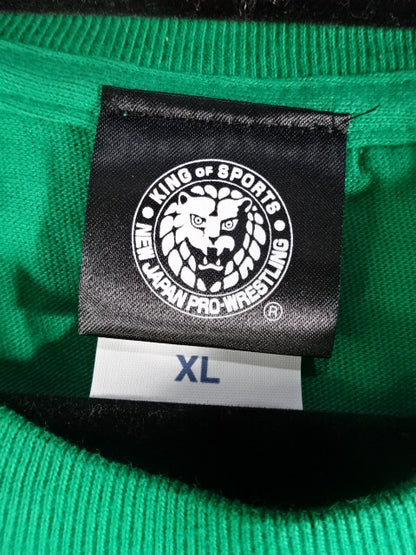 KING OF SPORTS
NEW JAPAN PRO-WRESTLING
®
XL